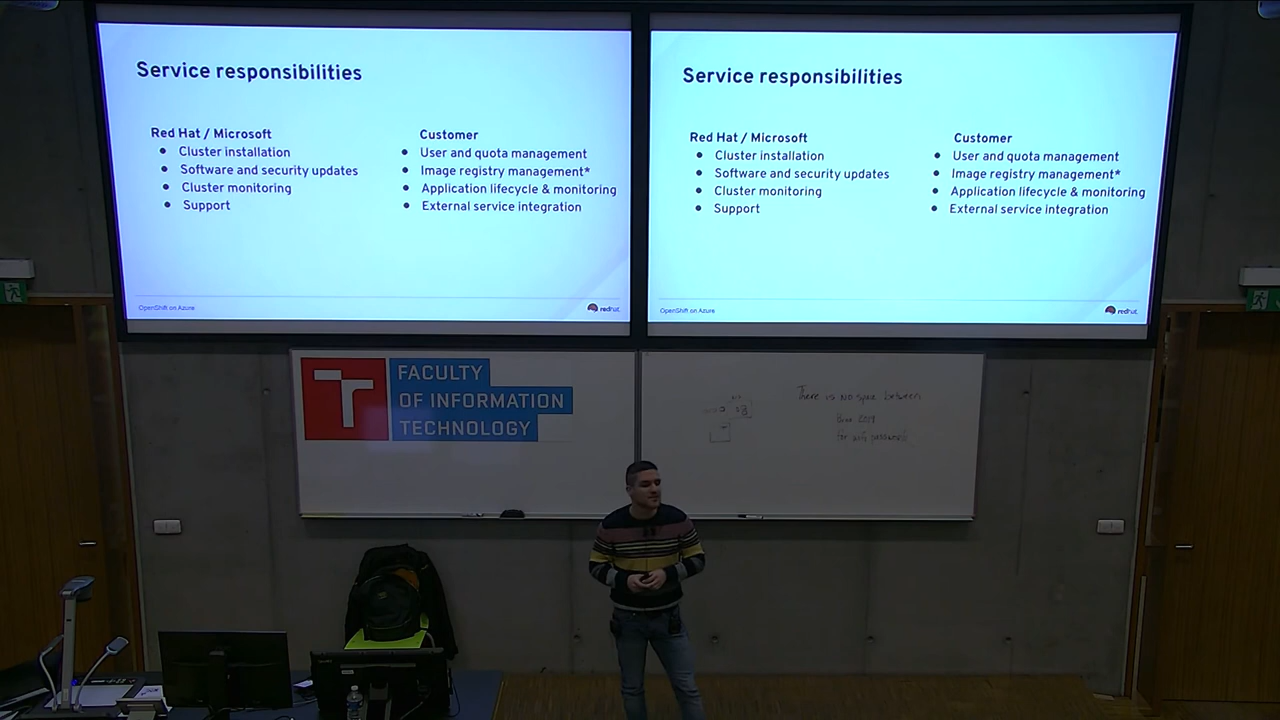 Service responsibilities
Red Hat / Microsoft
Cluster installation
Software and security updates
Cluster monitoring
Support
Customer
User and quota management
Image registry management*
Application lifecycle & monitoring
External service integration
OpenShift on Azure
redhat.
Service responsibilities
Red Hat / Microsoft
Cluster installation
Software and security updates
Cluster monitoring
Support
Customer
User and quota management
Image registry management*
Application lifecycle & monitoring
External service integration
OpenShift on Azure
redhat.
T
FACULTY
OF INFORMATION
TECHNOLOGY
There is no space between
for wifi password